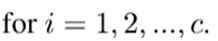 for i = 1, 2, ..., c.